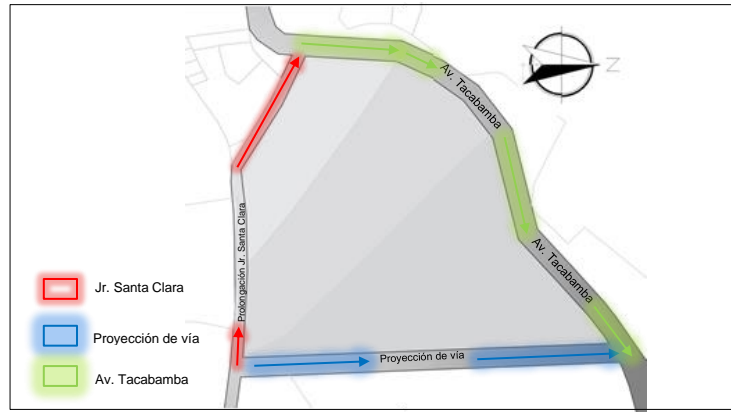 Av. Tacabamba
N
Prolongación Jr. Santa Clara
Av. Tacabamba
Jr. Santa Clara
Proyección de vía
Proyección de vía
Av. Tacabamba